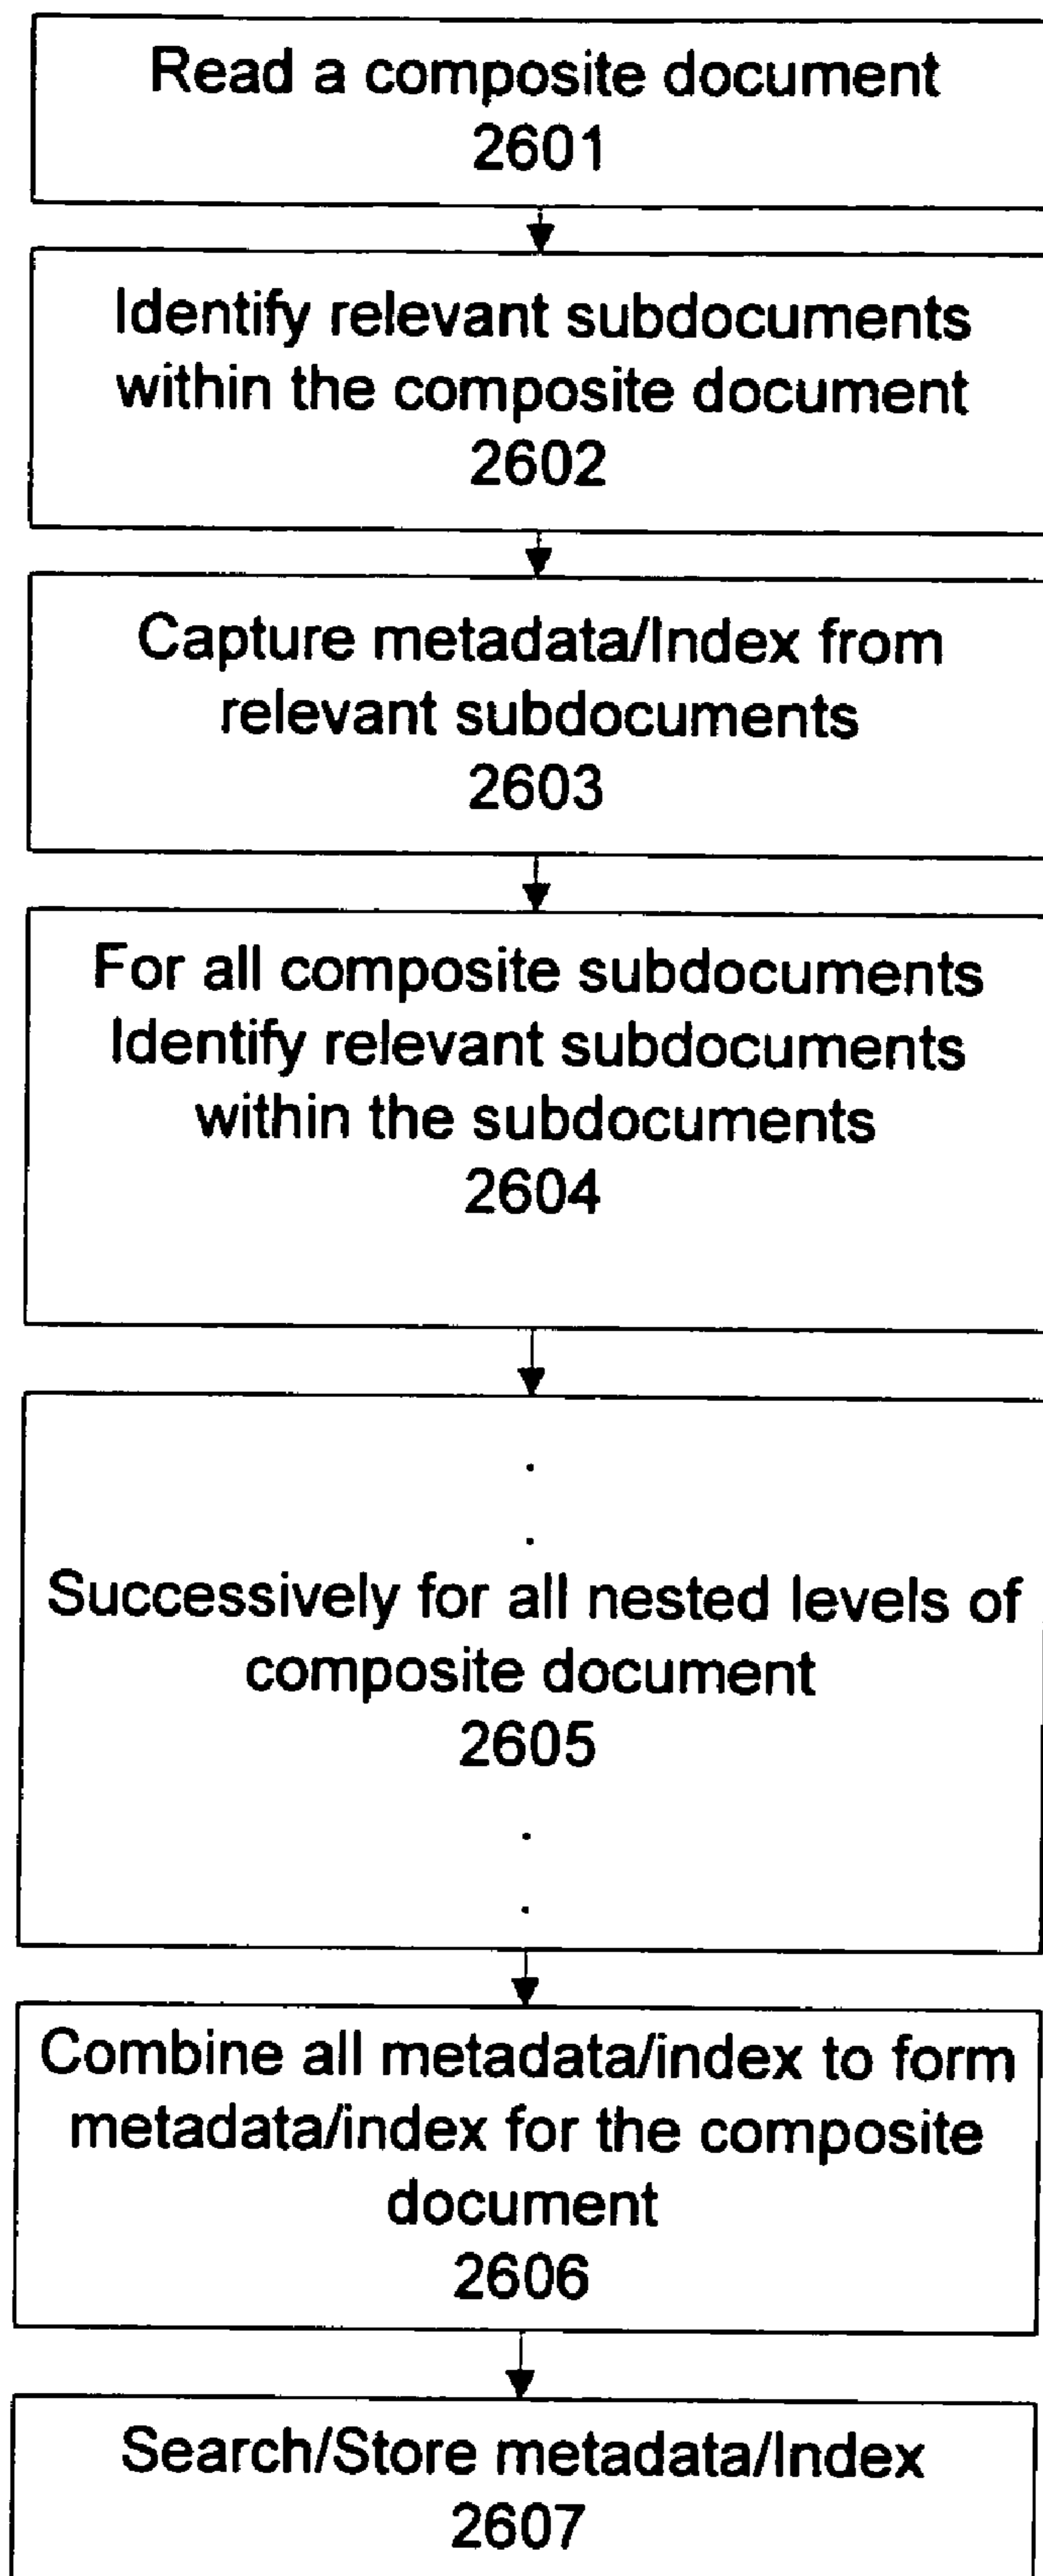 Read a composite document
2601
Identify relevant subdocuments
within the composite document
2602
Capture metadata/Index from
relevant subdocuments
2603
For all composite subdocuments
Identify relevant subdocuments
within the subdocuments
2604
.
.
Successively for all nested levels of
composite document
2605
.
.
Combine all metadata/index to form
metadata/index for the composite
document
2606
Search/Store metadata/Index
2607